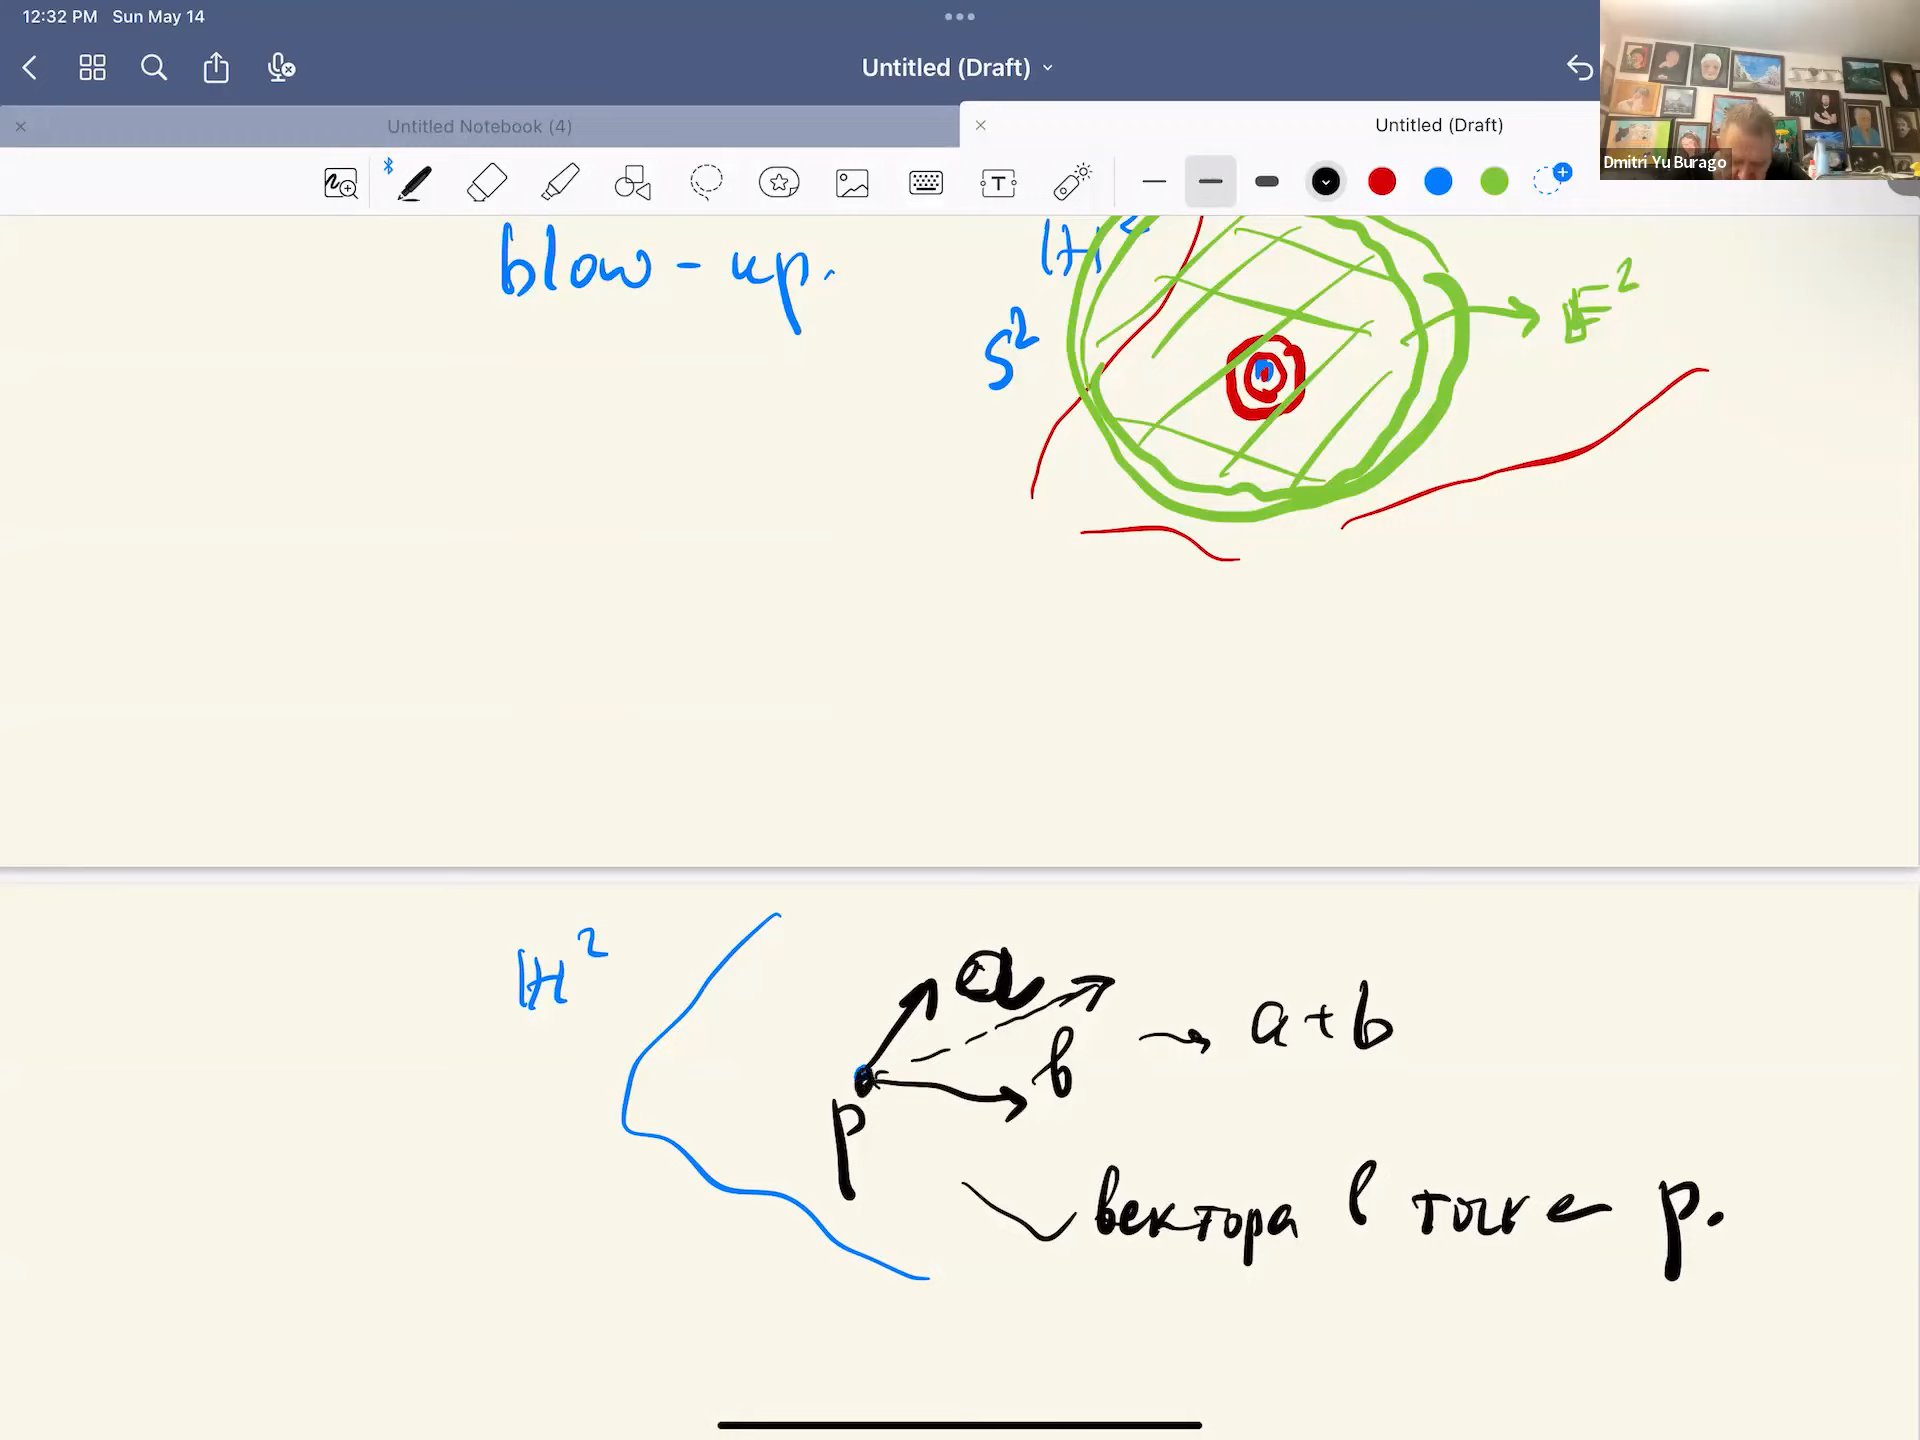 12:32 PM Sun May 14
Untitled (Draft)
Untitled Notebook (4)
Untitled (Draft)
Dmitri Yu Burago
T
blow-up.
H²
S²
E²
H²
a
b
p
a+b
вектора в точке p.